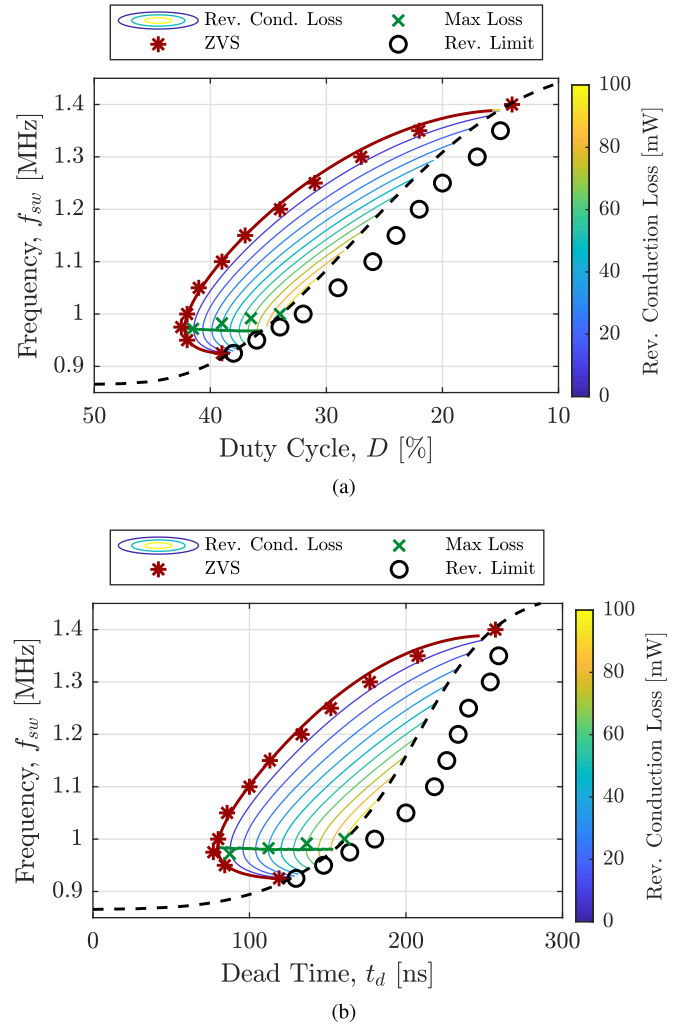 Rev. Cond. Loss Max Loss
ZVS Rev. Limit
1.4
1.3
1.2
1.1
1
0.9
Frequency, f_sw [MHz]
50 40 30 20 10
Duty Cycle, D [%]
100
80
60
40
20
0
Rev. Conduction Loss [mW]
(a)
Rev. Cond. Loss Max Loss
ZVS Rev. Limit
1.4
1.3
1.2
1.1
1
0.9
Frequency, f_sw [MHz]
0 100 200 300
Dead Time, t_d [ns]
100
80
60
40
20
0
Rev. Conduction Loss [mW]
(b)